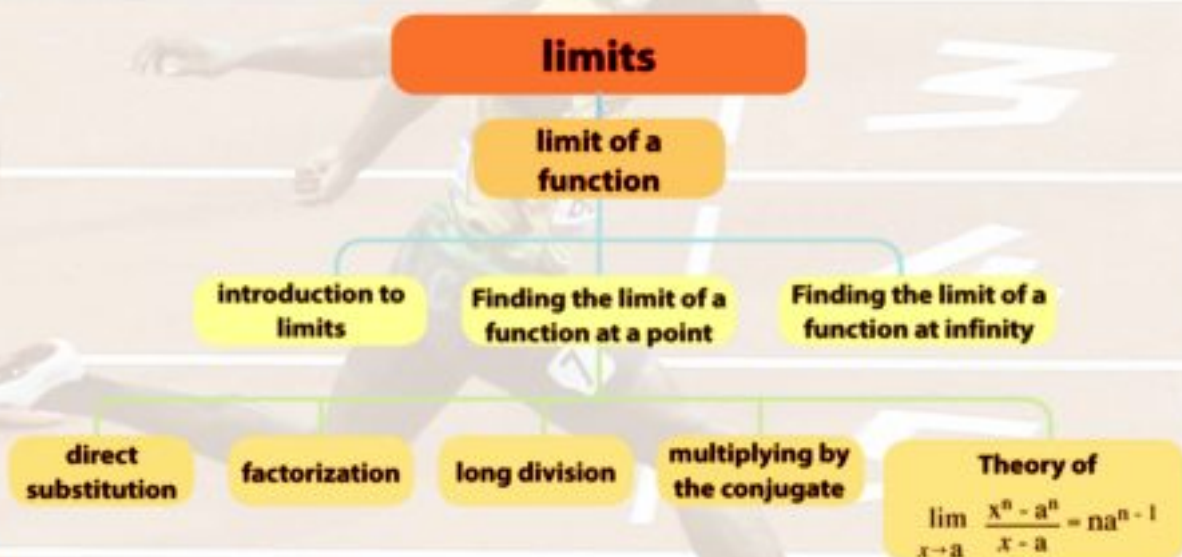 limits
limit of a
function
introduction to
limits
Finding the limit of a
function at a point
Finding the limit of a
function at infinity
direct
substitution
factorization
long division
multiplying by
the conjugate
Theory of
lim x→a (xⁿ - aⁿ)/(x - a) = naⁿ⁻¹
7